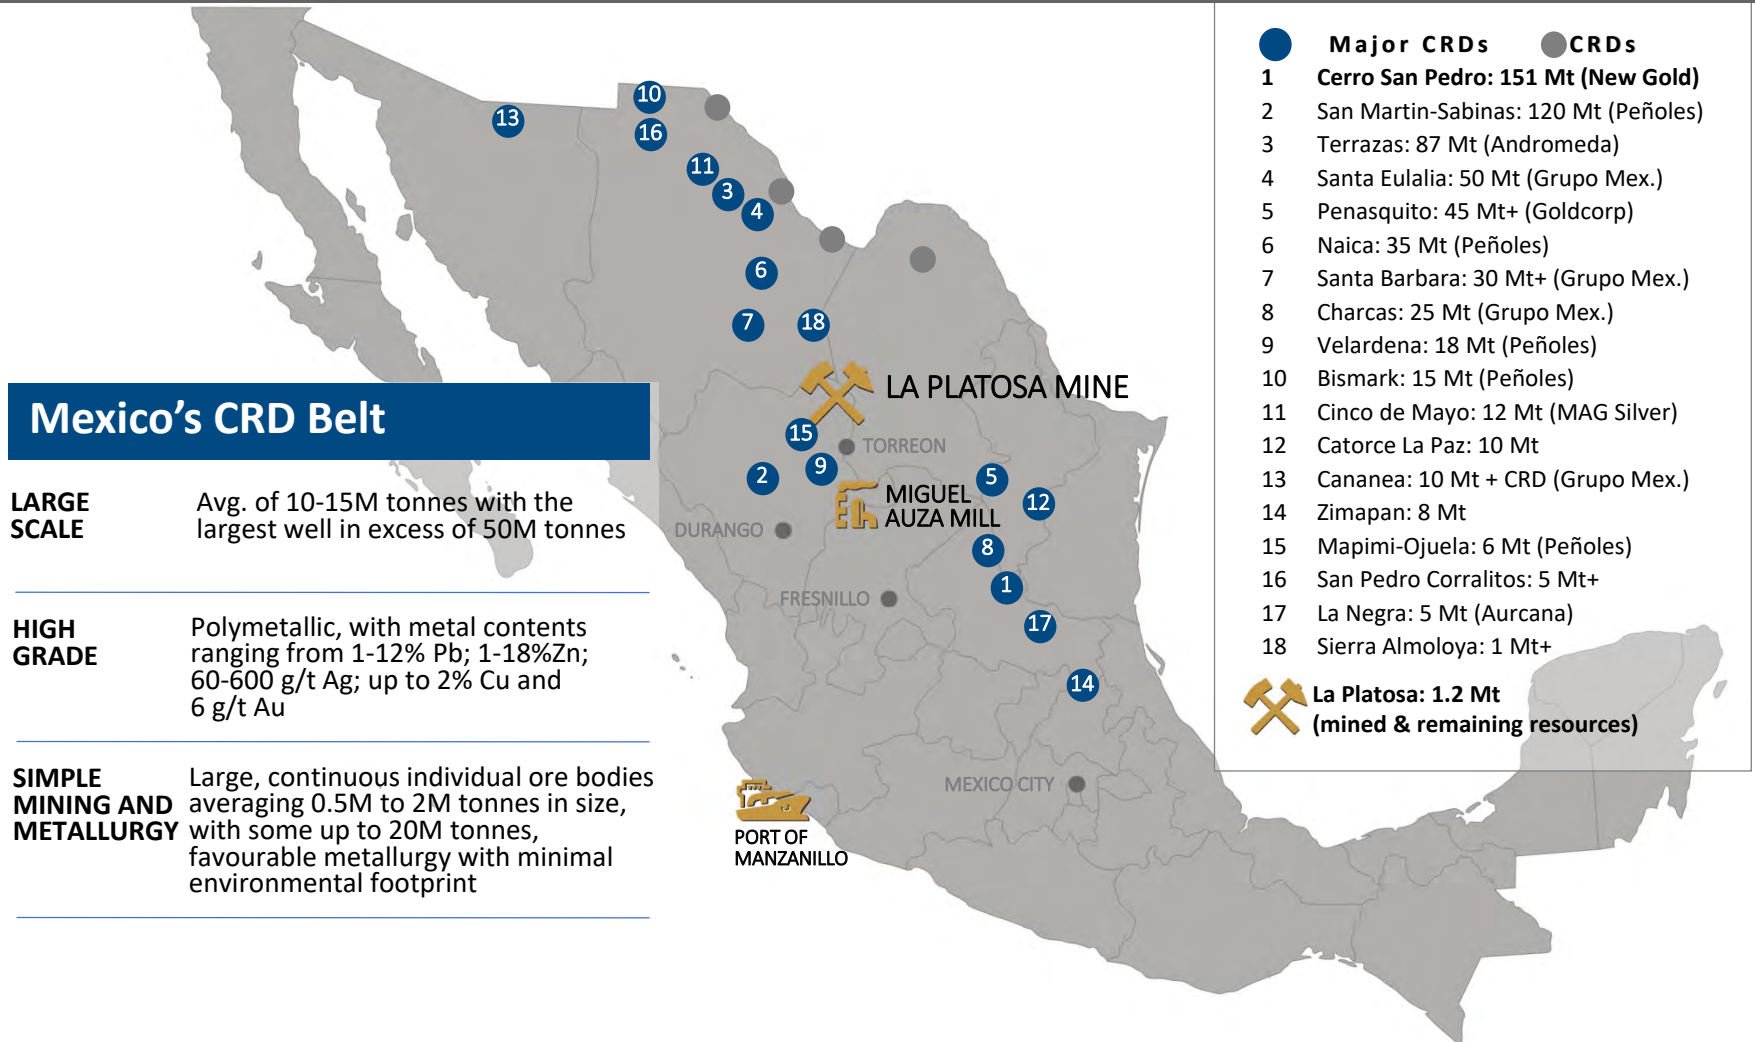 Mexico’s CRD Belt
LARGE
SCALE
Avg. of 10-15M tonnes with the
largest well in excess of 50M tonnes
HIGH
GRADE
Polymetallic, with metal contents
ranging from 1-12% Pb; 1-18%Zn;
60-600 g/t Ag; up to 2% Cu and
6 g/t Au
SIMPLE
MINING AND
METALLURGY
Large, continuous individual ore bodies
averaging 0.5M to 2M tonnes in size,
with some up to 20M tonnes,
favourable metallurgy with minimal
environmental footprint
10
13
16
11
3
4
6
7
18
LA PLATOSA MINE
15
TORREON
9
2
5
MIGUEL
AUZA MILL
12
DURANGO
8
1
FRESNILLO
17
14
MEXICO CITY
PORT OF
MANZANILLO
Major CRDs
CRDs
1 Cerro San Pedro: 151 Mt (New Gold)
2 San Martin-Sabinas: 120 Mt (Peñoles)
3 Terrazas: 87 Mt (Andromeda)
4 Santa Eulalia: 50 Mt (Grupo Mex.)
5 Penasquito: 45 Mt+ (Goldcorp)
6 Naica: 35 Mt (Peñoles)
7 Santa Barbara: 30 Mt+ (Grupo Mex.)
8 Charcas: 25 Mt (Grupo Mex.)
9 Velardena: 18 Mt (Peñoles)
10 Bismark: 15 Mt (Peñoles)
11 Cinco de Mayo: 12 Mt (MAG Silver)
12 Catorce La Paz: 10 Mt
13 Cananea: 10 Mt + CRD (Grupo Mex.)
14 Zimapan: 8 Mt
15 Mapimi-Ojuela: 6 Mt (Peñoles)
16 San Pedro Corralitos: 5 Mt+
17 La Negra: 5 Mt (Aurcana)
18 Sierra Almoloya: 1 Mt+
La Platosa: 1.2 Mt
(mined & remaining resources)